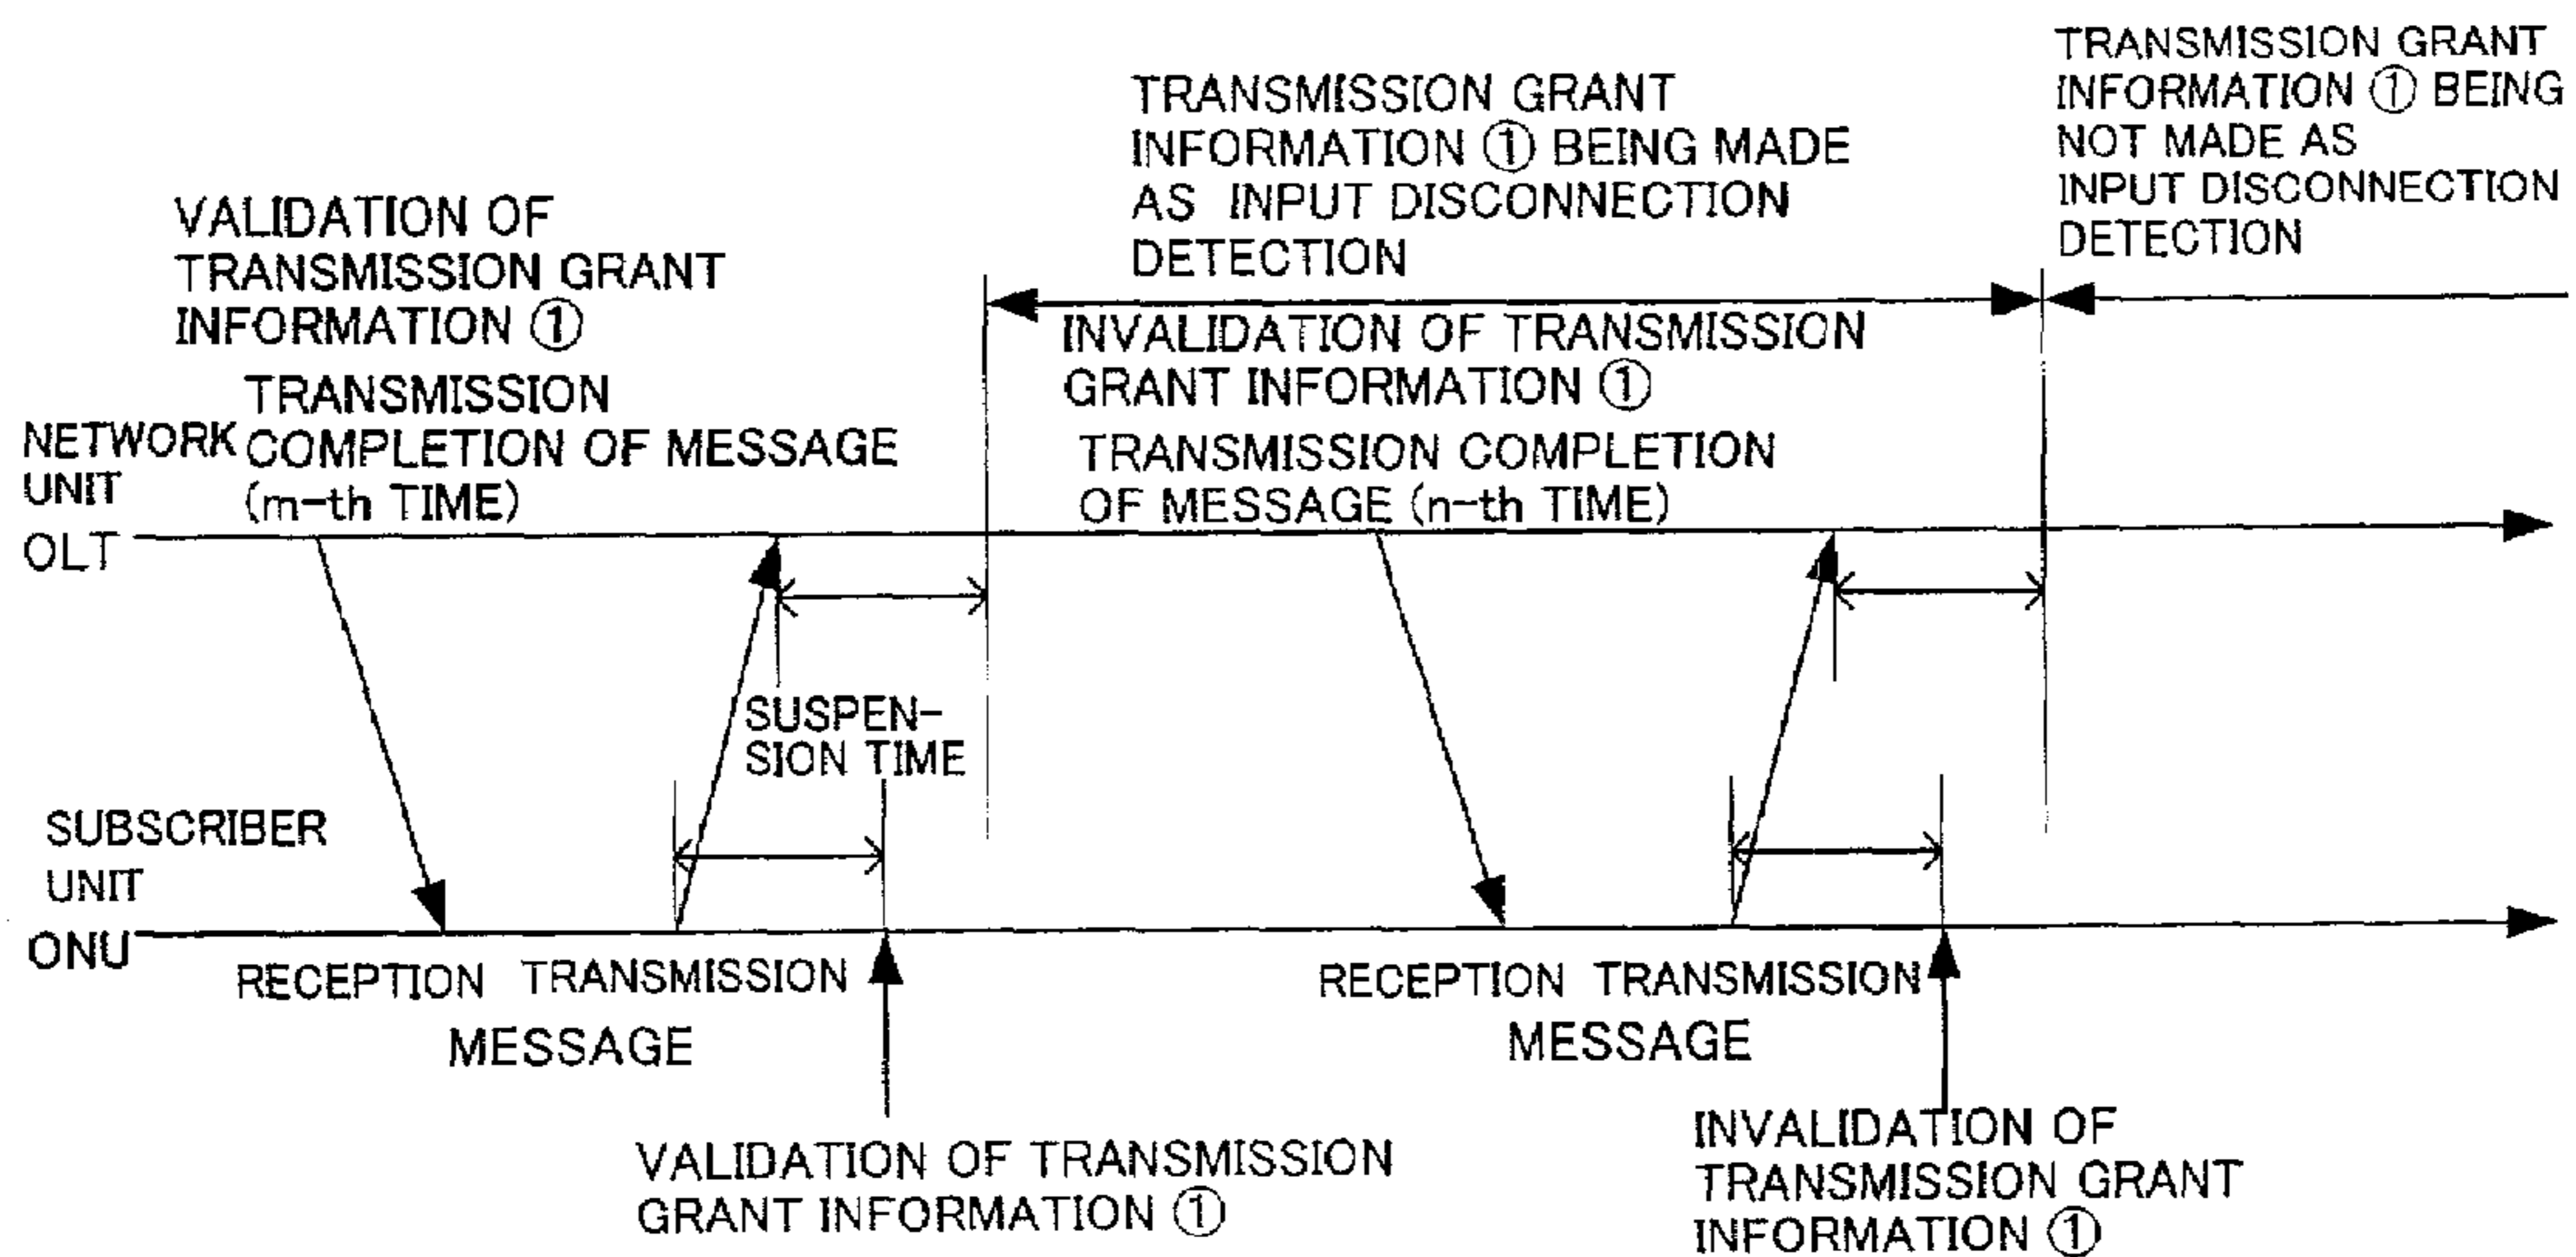 TRANSMISSION GRANT
INFORMATION ① BEING
NOT MADE AS
INPUT DISCONNECTION
DETECTION
TRANSMISSION GRANT
INFORMATION ① BEING MADE
AS INPUT DISCONNECTION
DETECTION
VALIDATION OF
TRANSMISSION GRANT
INFORMATION ①
INVALIDATION OF TRANSMISSION
GRANT INFORMATION ①
TRANSMISSION
COMPLETION OF MESSAGE
(m-th TIME)
TRANSMISSION COMPLETION
OF MESSAGE (n-th TIME)
NETWORK
UNIT
OLT
SUSPEN-
SION TIME
SUBSCRIBER
UNIT
ONU
RECEPTION TRANSMISSION
MESSAGE
RECEPTION TRANSMISSION
MESSAGE
VALIDATION OF TRANSMISSION
GRANT INFORMATION ①
INVALIDATION OF
TRANSMISSION GRANT
INFORMATION ①